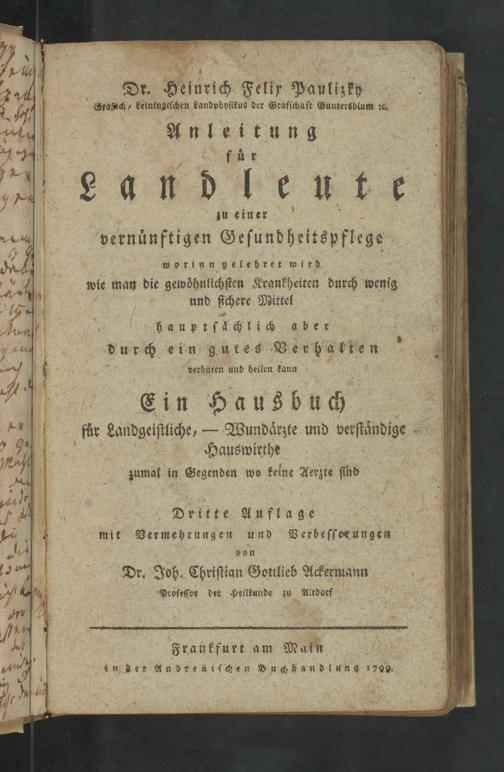 Dr. Heinrich Felix Paulizky
Gräflich-Leiningischen Landphysikus der Grafschaft Guntersblum ꝛc.
Anleitung
für
Landleute
zu einer
vernünftigen Gesundheitspflege
worinn gelehret wird
wie man die gewöhnlichsten Krankheiten durch wenig
und sichere Mittel
hauptsächlich aber
durch ein gutes Verhalten
verhüten und heilen kann
Ein Hausbuch
für Landgeistliche, — Wundärzte und verständige
Hauswirthe
zumal in Gegenden wo keine Aerzte sind
Dritte Auflage
mit Vermehrungen und Verbesserungen
von
Dr. Joh. Christian Gottlieb Ackermann
Professor der Heilkunde zu Altdorf
Frankfurt am Main
in der Andreäischen Buchhandlung